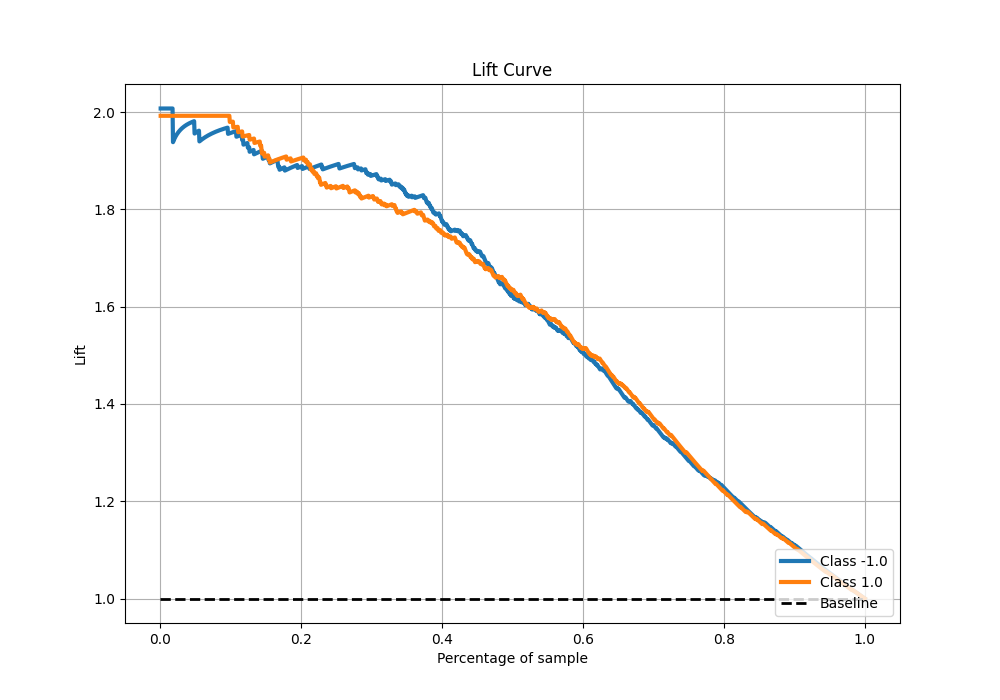 Lift Curve
Lift
2.0
1.8
1.6
1.4
1.2
1.0
0.0 0.2 0.4 0.6 0.8 1.0
Percentage of sample
Class -1.0
Class 1.0
Baseline